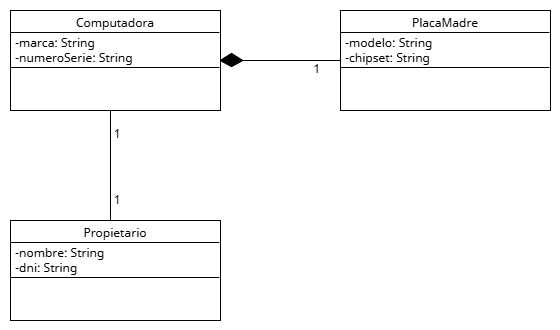 Computadora
-marca: String
-numeroSerie: String
PlacaMadre
-modelo: String
-chipset: String
1
1
1
Propietario
-nombre: String
-dni: String